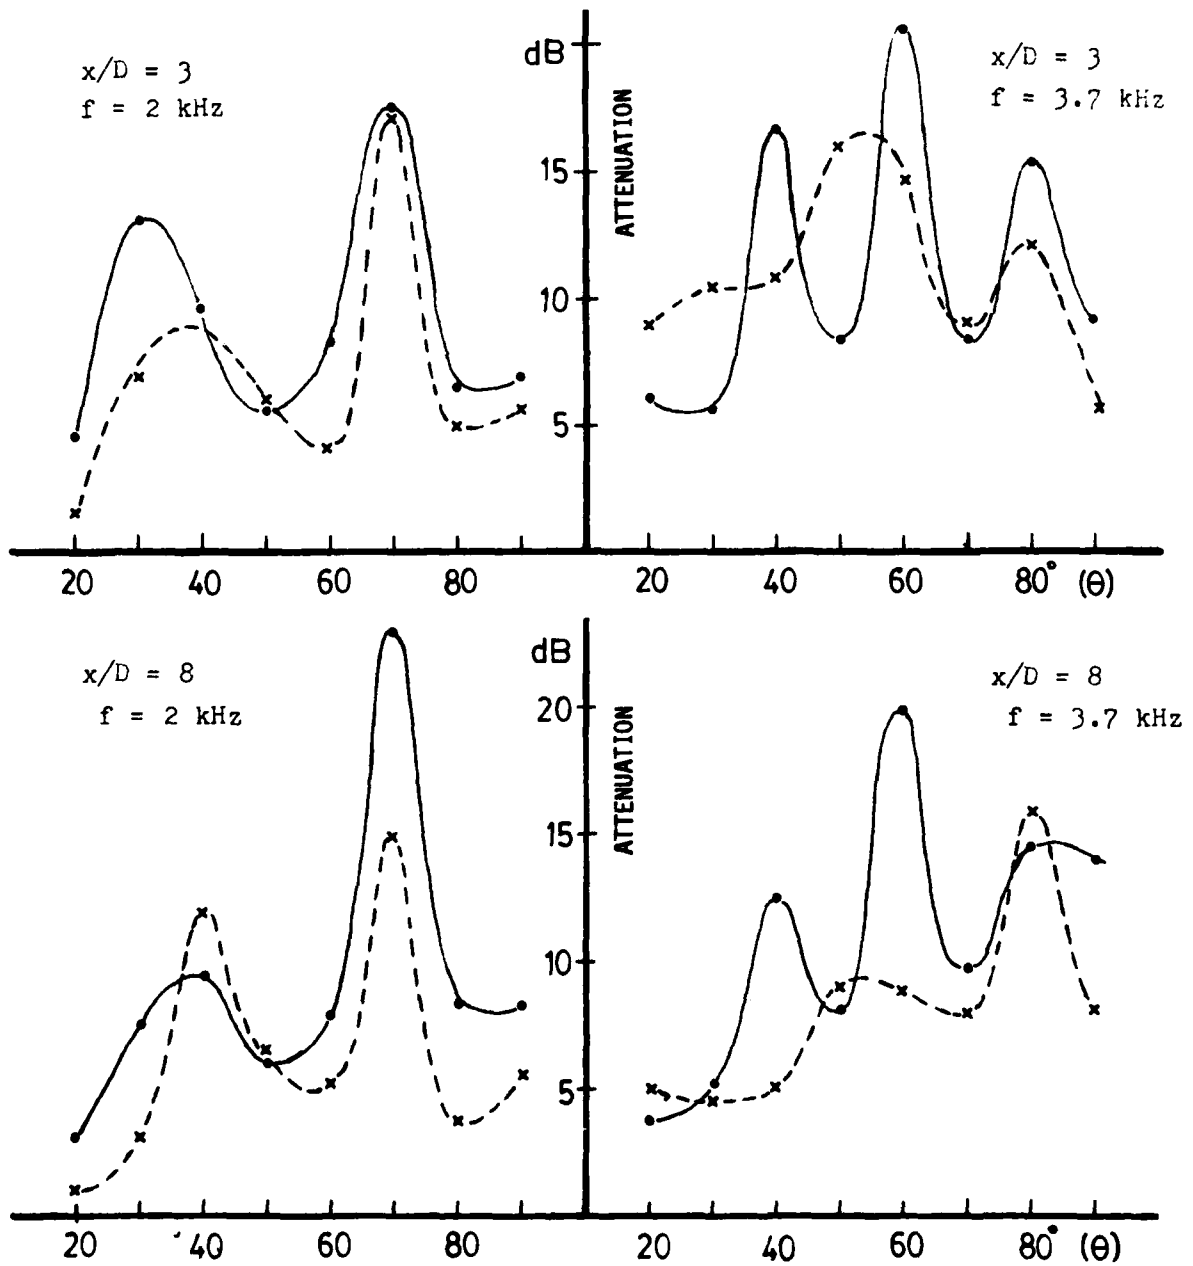 x/D = 3
f = 2 kHz
dB
ATTENUATION
x/D = 3
f = 3.7 kHz
15
10
5
20 40 60 80
20 40 60 80° (θ)
x/D = 8
f = 2 kHz
dB
ATTENUATION
x/D = 8
f = 3.7 kHz
20
15
10
5
20 40 60 80
20 40 60 80° (θ)